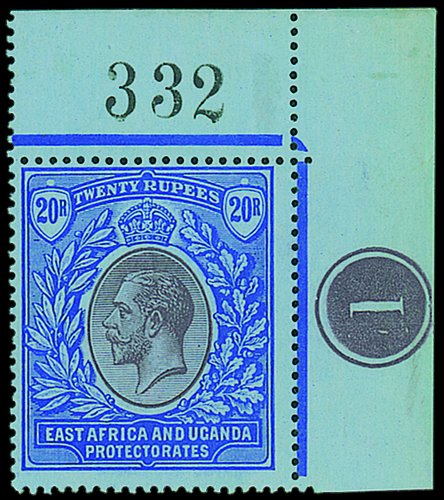 332
TWENTY RUPEES
20R 20R
1
EAST AFRICA AND UGANDA
PROTECTORATES